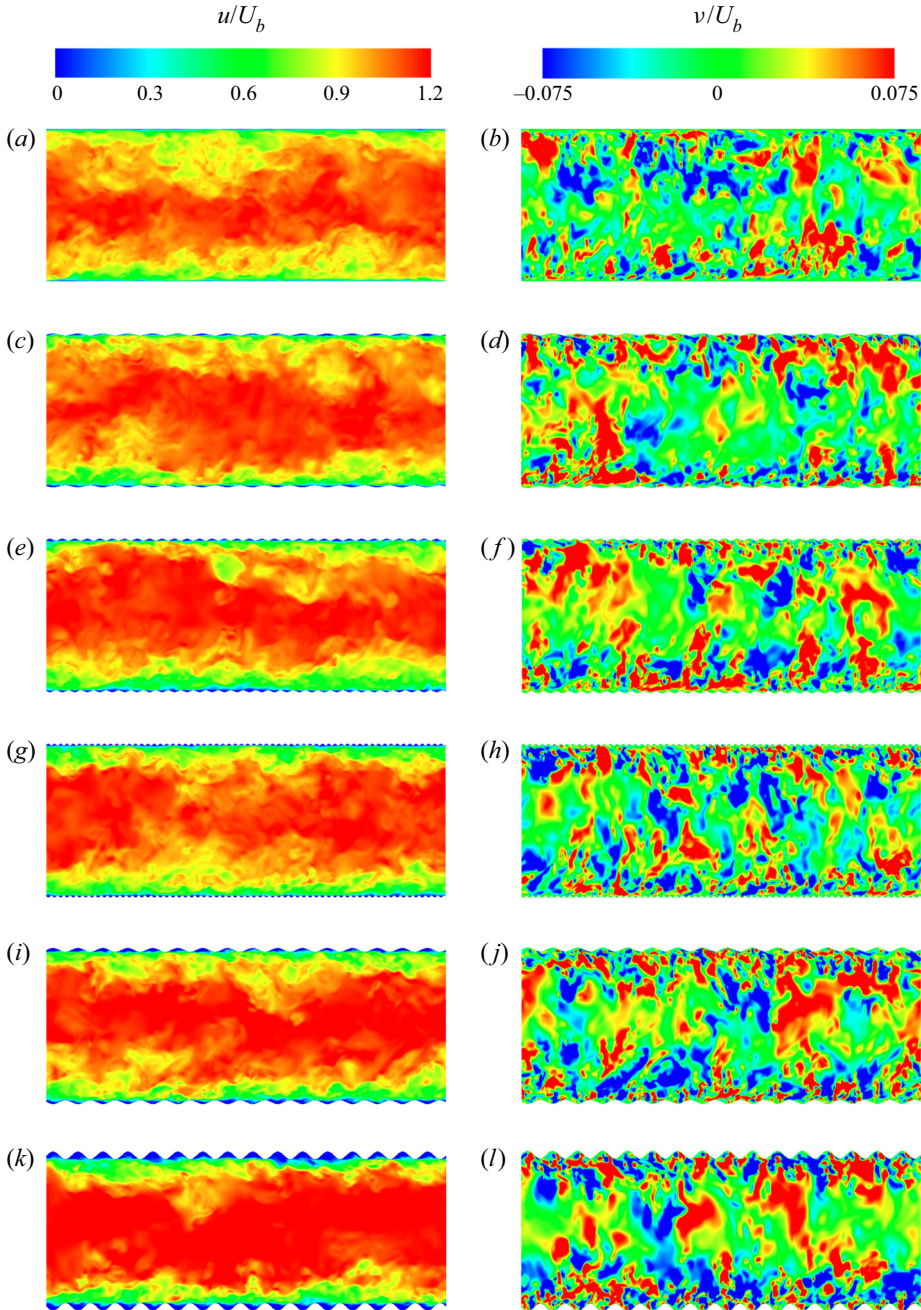 u/U_b v/U_b
0 0.3 0.6 0.9 1.2 –0.075 0 0.075
(a) (b)
(c) (d)
(e) (f)
(g) (h)
(i) (j)
(k) (l)